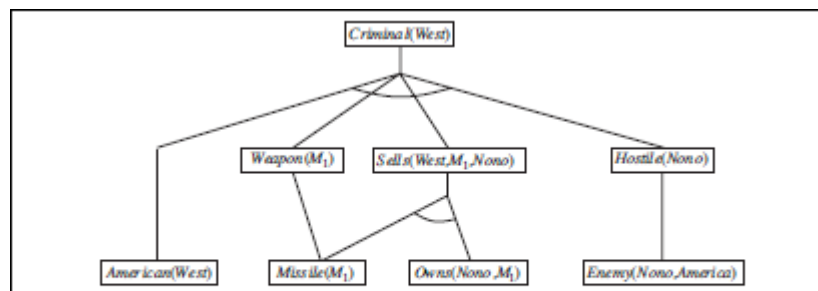 Criminal(West)
Weapon(M1) Sells(West,M1,Nono) Hostile(Nono)
American(West) Missile(M1) Owns(Nono,M1) Enemy(Nono,America)